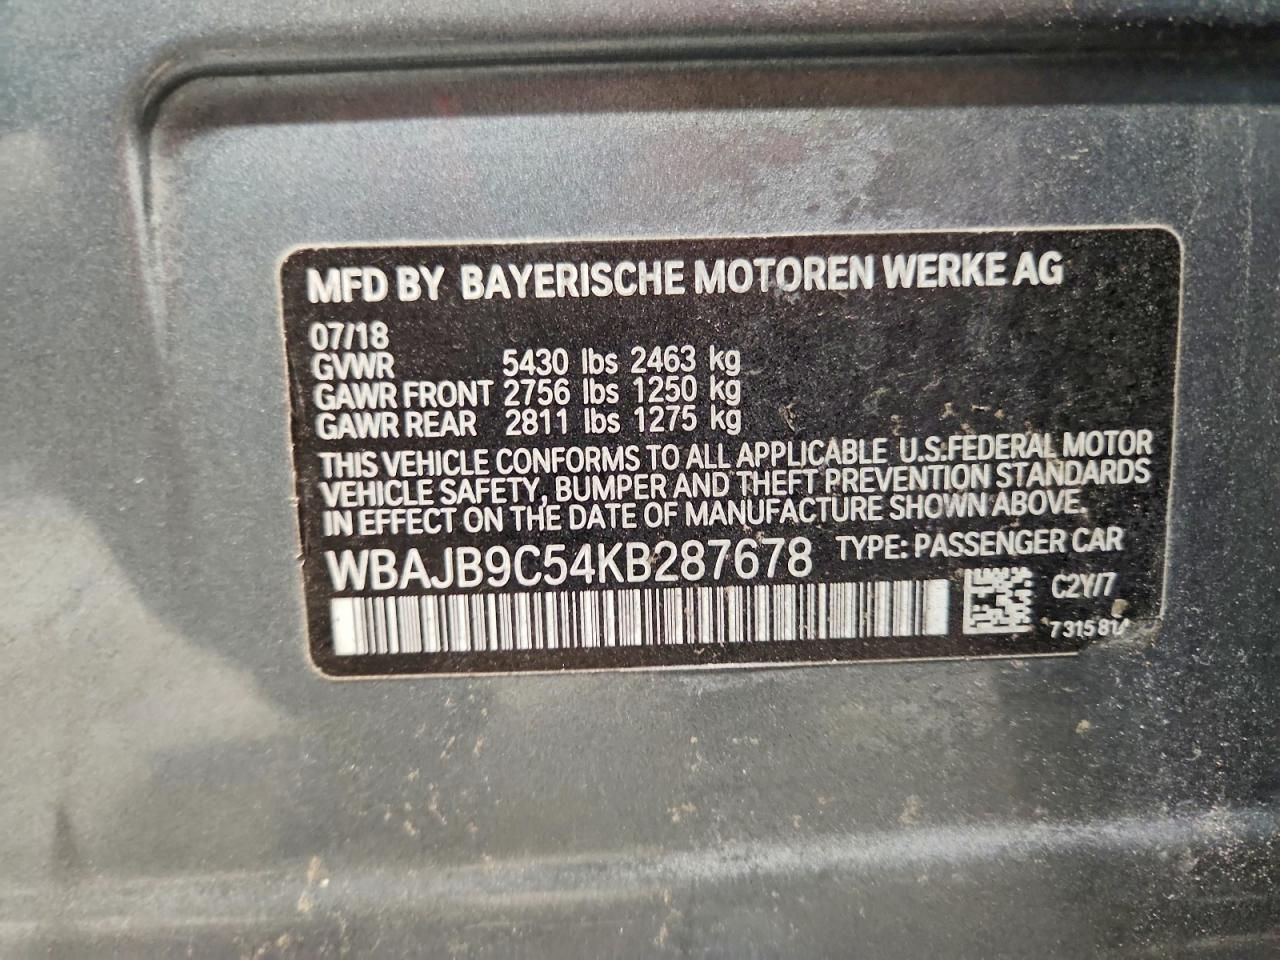 MFD BY BAYERISCHE MOTOREN WERKE AG
07/18
GVWR 5430 lbs 2463 kg
GAWR FRONT 2756 lbs 1250 kg
GAWR REAR 2811 lbs 1275 kg
THIS VEHICLE CONFORMS TO ALL APPLICABLE U.S.FEDERAL MOTOR
VEHICLE SAFETY, BUMPER AND THEFT PREVENTION STANDARDS
IN EFFECT ON THE DATE OF MANUFACTURE SHOWN ABOVE.
WBAJB9C54KB287678 TYPE: PASSENGER CAR
C2Y/7